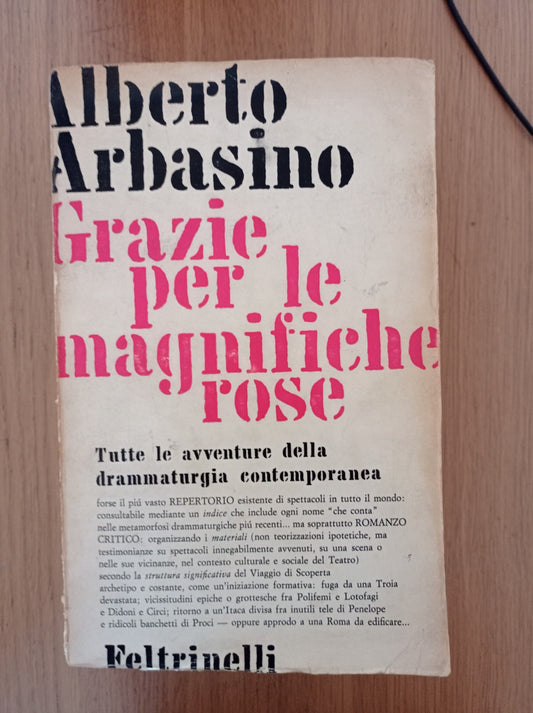 Alberto
Arbasino
Grazie
per le
magnifiche
rose
Tutte le avventure della
drammaturgia contemporanea
forse il piú vasto REPERTORIO esistente di spettacoli in tutto il mondo:
consultabile mediante un indice che include ogni nome "che conta"
nelle metamorfosi drammaturgiche piú recenti... ma soprattutto ROMANZO
CRITICO: organizzando i materiali (non teorizzazioni ipotetiche, ma
testimonianze su spettacoli innegabilmente avvenuti, su una scena o
nelle sue vicinanze, nel contesto culturale e sociale del Teatro)
secondo la struttura significativa del Viaggio di Scoperta
archetipo e costante, come un'iniziazione formativa: fuga da una Troia
devastata; vicissitudini epiche o grottesche fra Polifemi e Lotofagi
e Didoni e Circi; ritorno a un'Itaca divisa fra inutili tele di Penelope
e ridicoli banchetti di Proci — oppure approdo a una Roma da edificare...
Feltrinelli